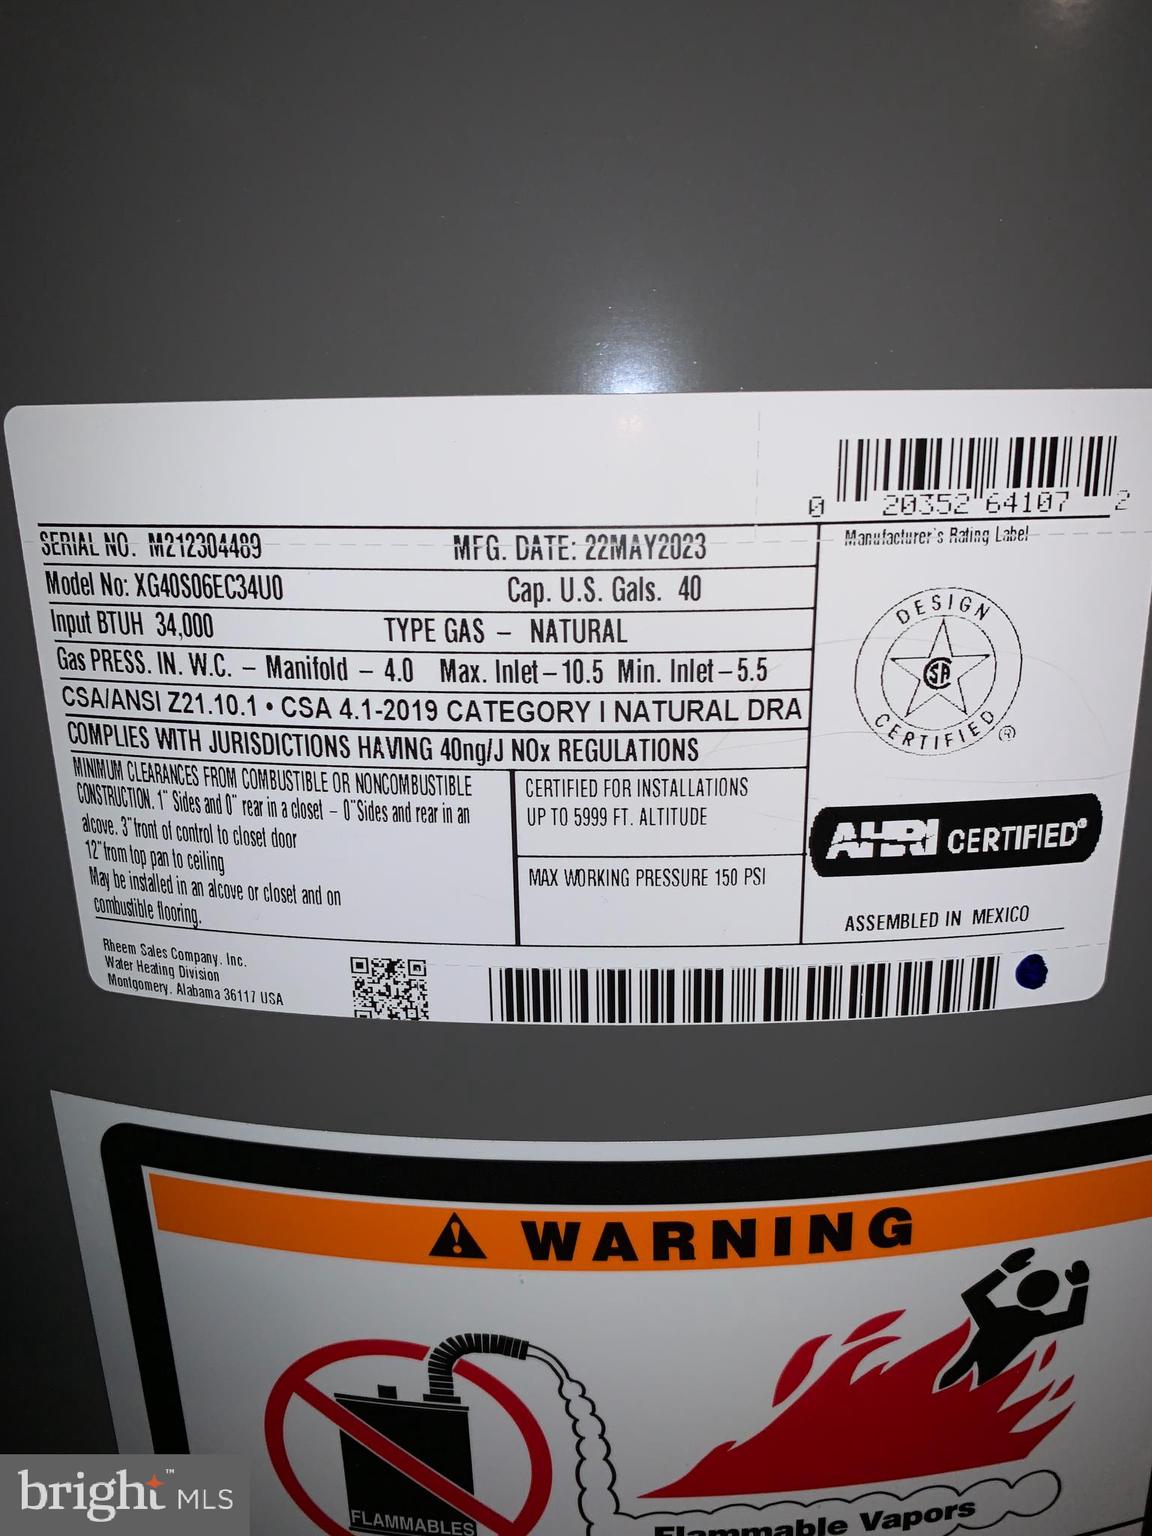 0 20352 64107 2
SERIAL NO. M212304489 MFG. DATE: 22MAY2023
Manufacturer's Rating Label
Model No: XG40S06EC34U0 Cap. U.S. Gals. 40
Input BTUH 34,000 TYPE GAS – NATURAL
Gas PRESS. IN. W.C. – Manifold – 4.0 Max. Inlet – 10.5 Min. Inlet – 5.5
CSA/ANSI Z21.10.1 • CSA 4.1-2019 CATEGORY I NATURAL DRA
COMPLIES WITH JURISDICTIONS HAVING 40ng/J NOx REGULATIONS
DESIGN
SA
CERTIFIED ®
MINIMUM CLEARANCES FROM COMBUSTIBLE OR NONCOMBUSTIBLE
CONSTRUCTION. 1" Sides and 0" rear in a closet – 0" Sides and rear in an
alcove. 3" front of control to closet door
12" from top pan to ceiling
May be installed in an alcove or closet and on
combustible flooring.
CERTIFIED FOR INSTALLATIONS
UP TO 5999 FT. ALTITUDE
MAX WORKING PRESSURE 150 PSI
AHRI CERTIFIED®
ASSEMBLED IN MEXICO
Rheem Sales Company, Inc.
Water Heating Division
Montgomery, Alabama 36117 USA
WARNING
FLAMMABLES
Flammable Vapors
bright™ MLS